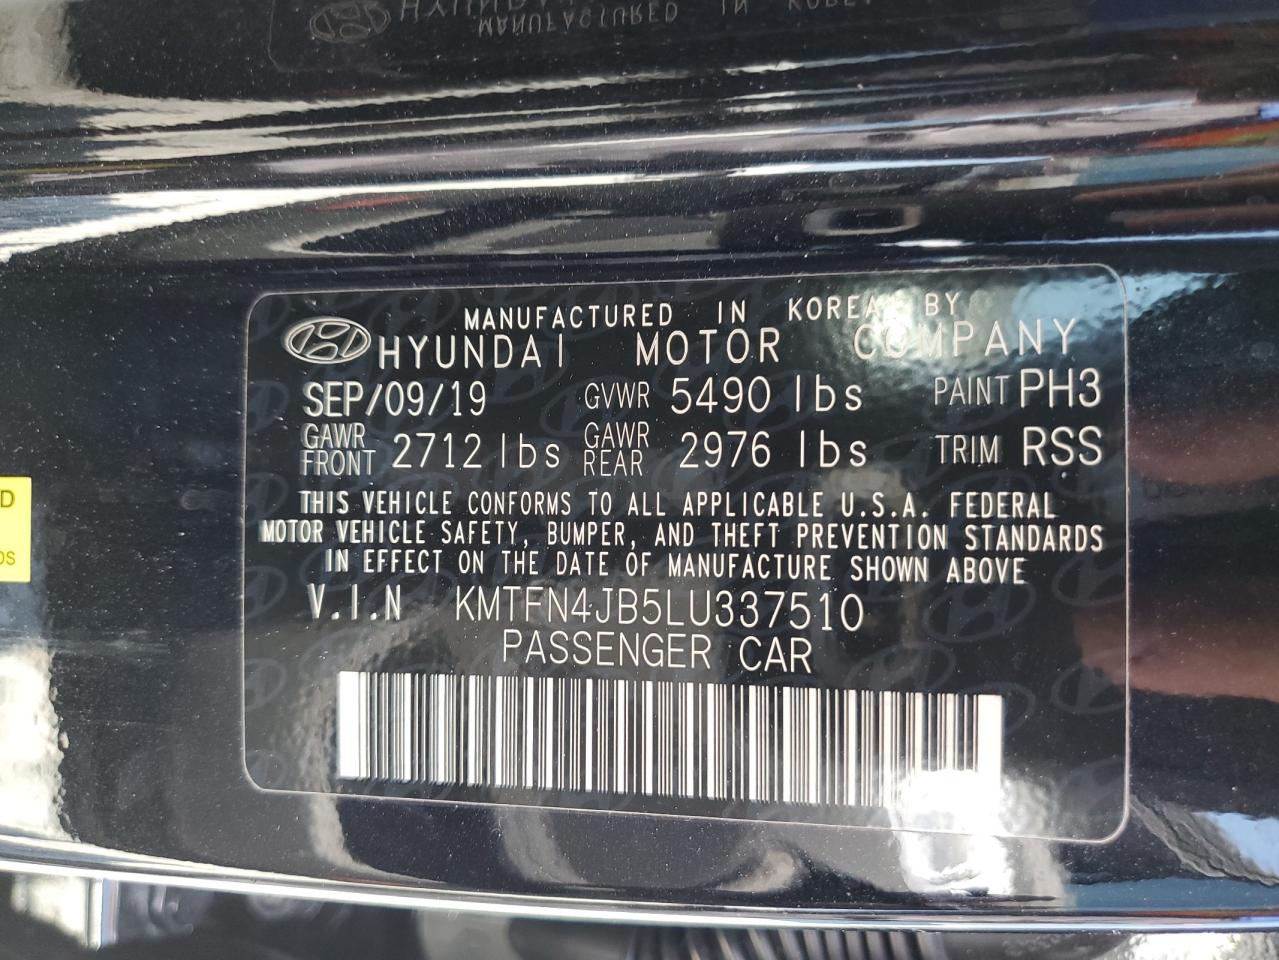 MANUFACTURED IN KOREA BY
HYUNDAI MOTOR COMPANY
SEP/09/19 GVWR 5490 lbs PAINT PH3
GAWR FRONT 2712 lbs GAWR REAR 2976 lbs TRIM RSS
THIS VEHICLE CONFORMS TO ALL APPLICABLE U.S.A. FEDERAL
MOTOR VEHICLE SAFETY, BUMPER, AND THEFT PREVENTION STANDARDS
IN EFFECT ON THE DATE OF MANUFACTURE SHOWN ABOVE
V.I.N KMTFN4JB5LU337510
PASSENGER CAR